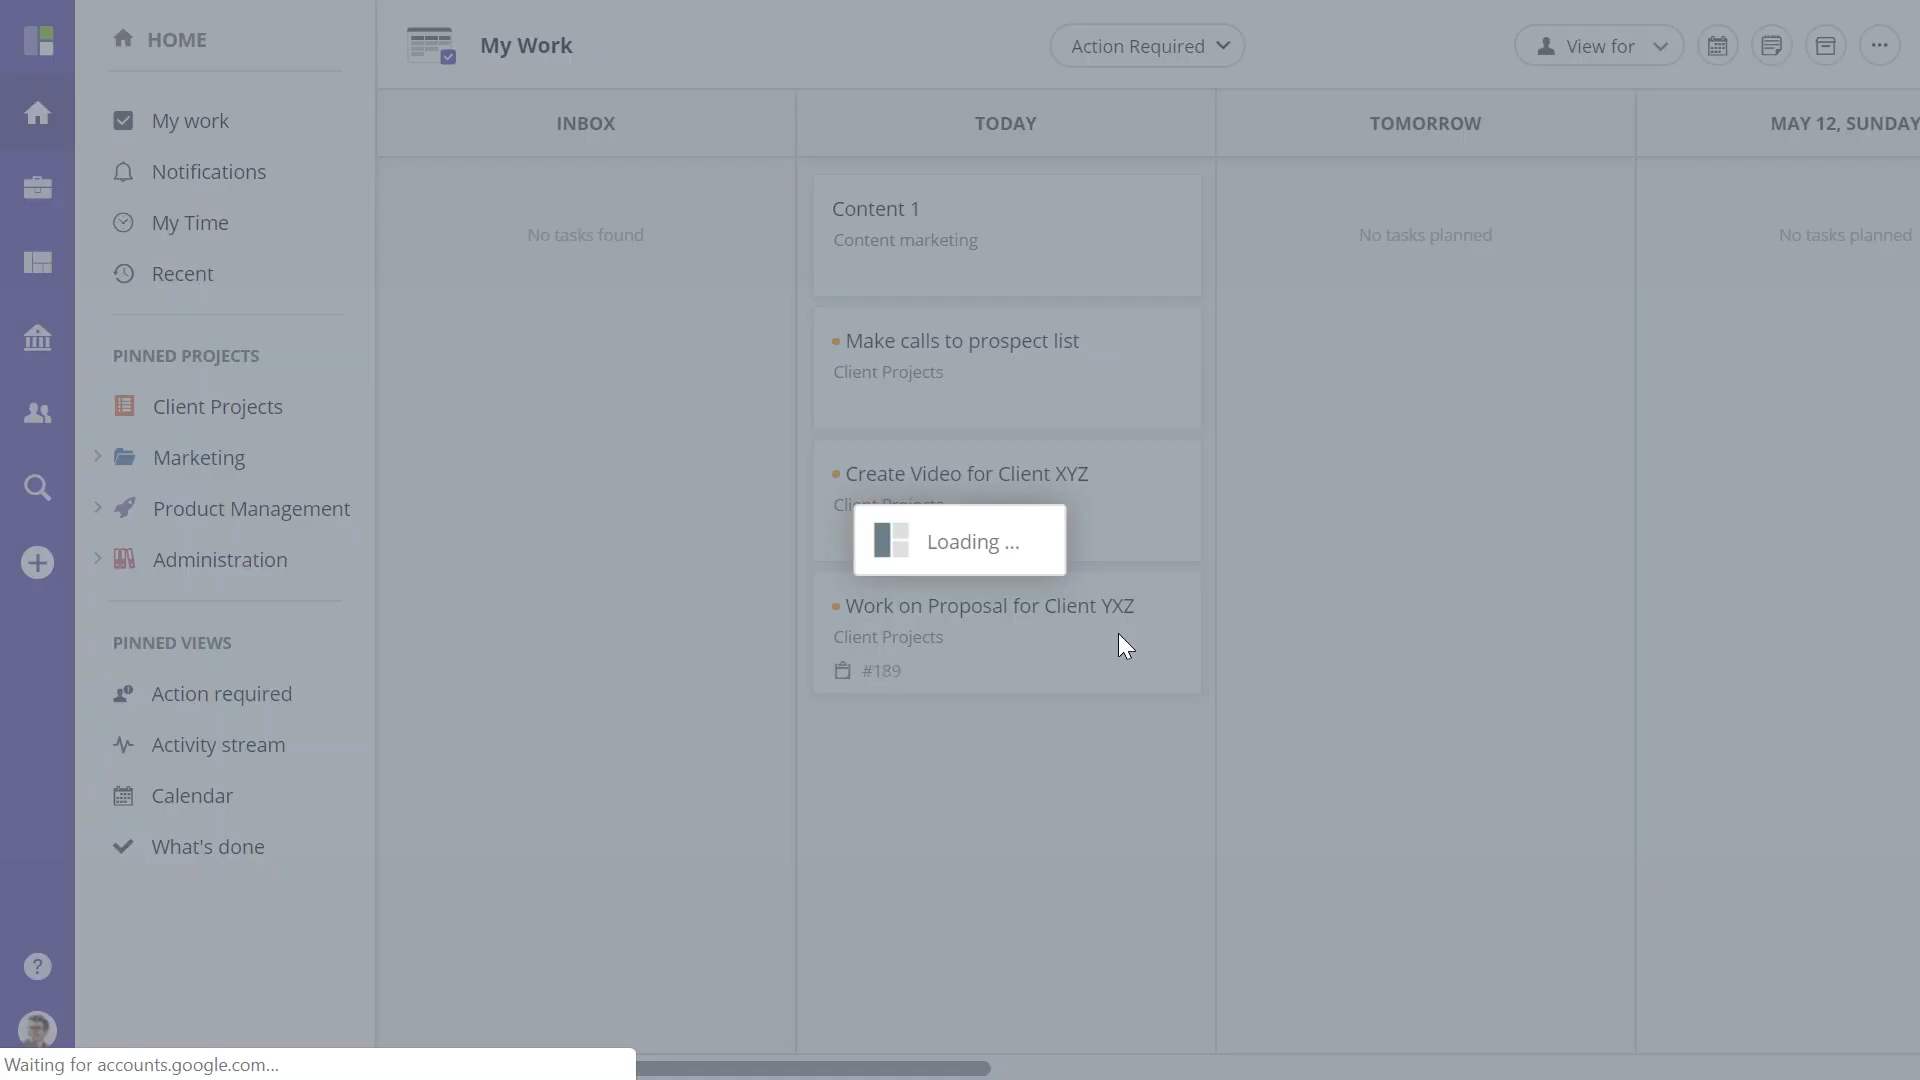 HOME
My work
Notifications
My Time
Recent
PINNED PROJECTS
Client Projects
Marketing
Product Management
Administration
PINNED VIEWS
Action required
Activity stream
Calendar
What's done
My Work
Action Required
View for
INBOX
No tasks found
TODAY
Content 1
Content marketing
Make calls to prospect list
Client Projects
Create Video for Client XYZ
Client Projects
Loading ...
Work on Proposal for Client YXZ
Client Projects
#189
TOMORROW
No tasks planned
MAY 12, SUNDAY
No tasks planned
Waiting for accounts.google.com...